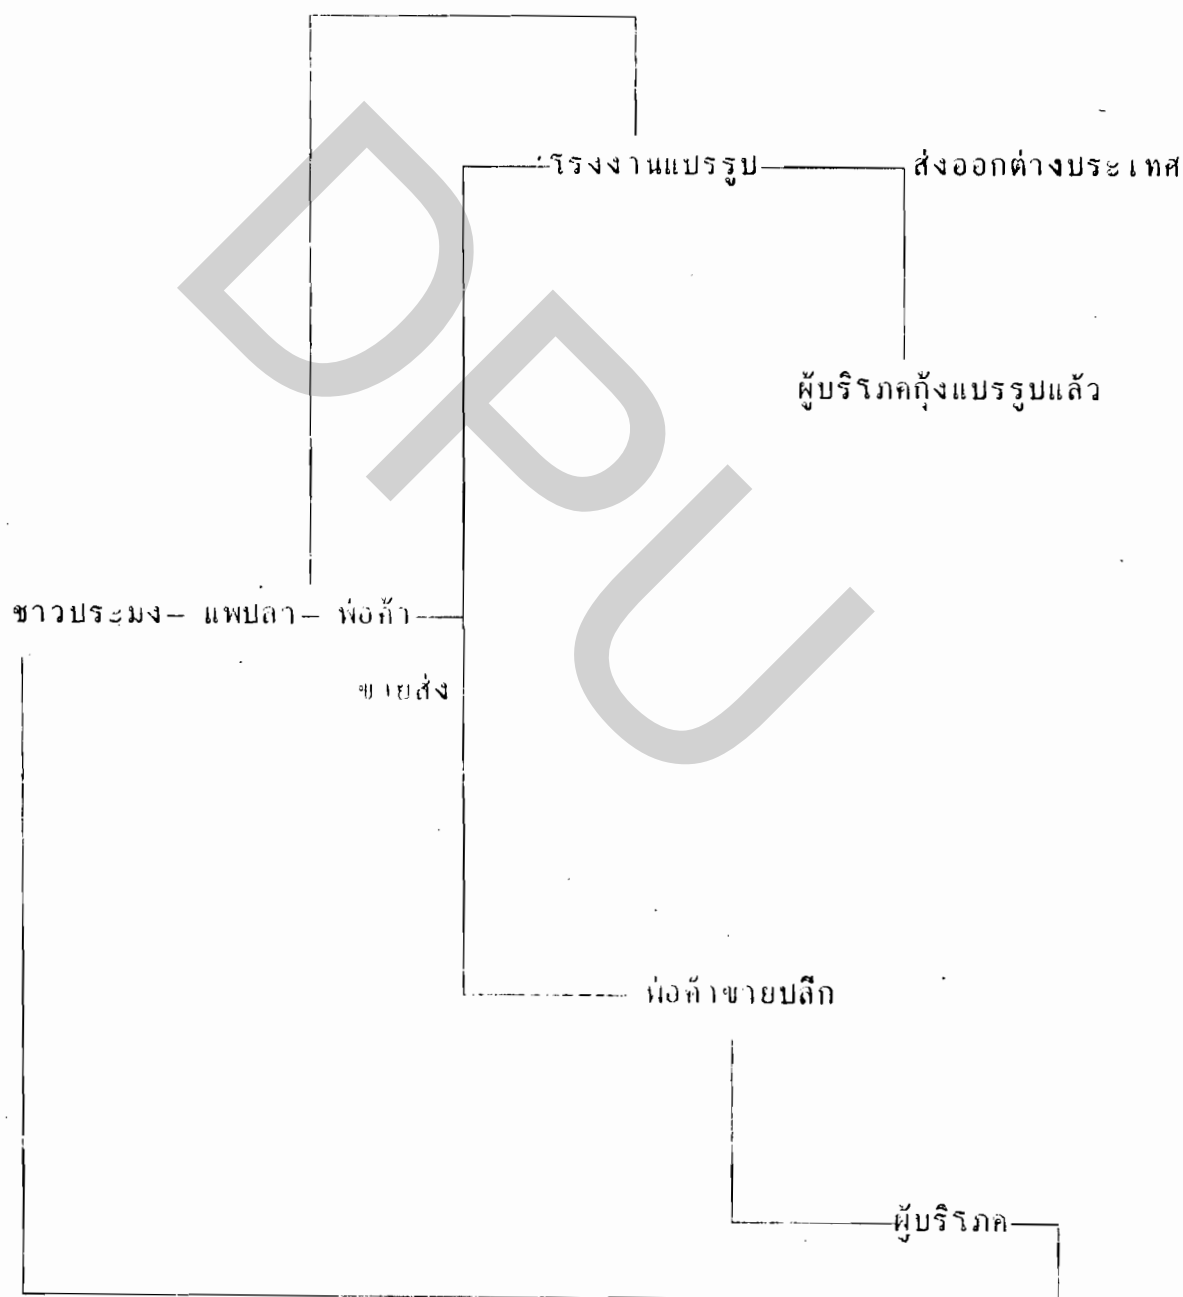 โรงงานแปรรูป ส่งออกต่างประเทศ
ผู้บริโภคกุ้งแปรรูปแล้ว
ชาวประมง - แพปลา - พ่อค้า
ขายส่ง
พ่อค้าขายปลีก
ผู้บริโภค
DPU